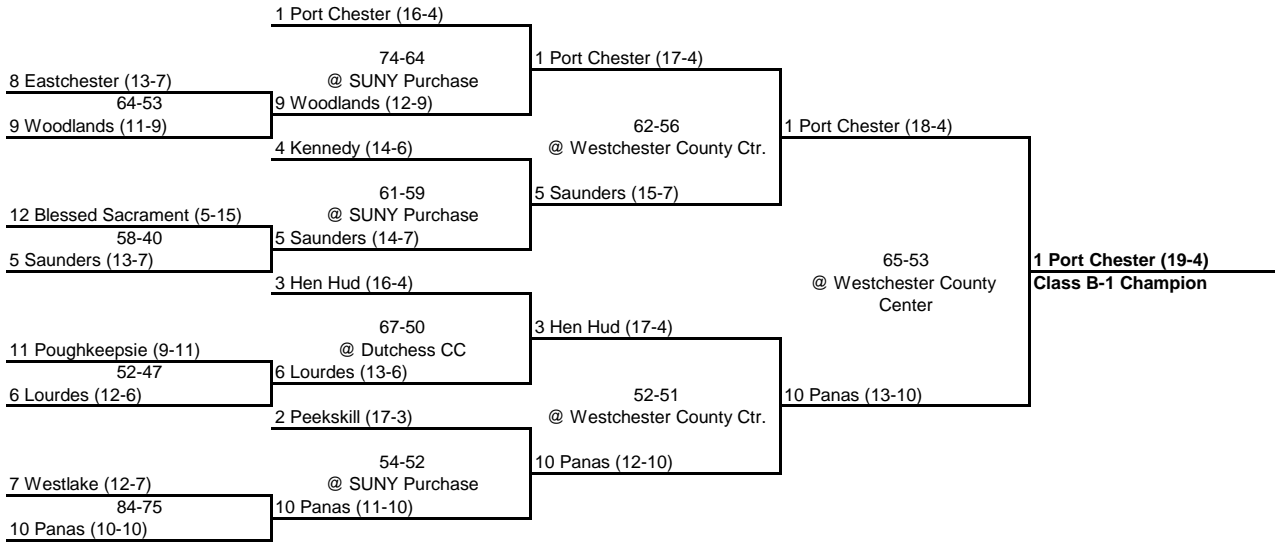 1 Port Chester (16-4)
74-64
@ SUNY Purchase
1 Port Chester (17-4)
8 Eastchester (13-7)
64-53
9 Woodlands (12-9)
9 Woodlands (11-9)
62-56
@ Westchester County Ctr.
1 Port Chester (18-4)
4 Kennedy (14-6)
61-59
@ SUNY Purchase
5 Saunders (15-7)
12 Blessed Sacrament (5-15)
58-40
5 Saunders (14-7)
5 Saunders (13-7)
65-53
@ Westchester County
Center
1 Port Chester (19-4)
Class B-1 Champion
3 Hen Hud (16-4)
67-50
@ Dutchess CC
3 Hen Hud (17-4)
11 Poughkeepsie (9-11)
52-47
6 Lourdes (13-6)
6 Lourdes (12-6)
52-51
@ Westchester County Ctr.
10 Panas (13-10)
2 Peekskill (17-3)
54-52
@ SUNY Purchase
10 Panas (12-10)
7 Westlake (12-7)
84-75
10 Panas (11-10)
10 Panas (10-10)